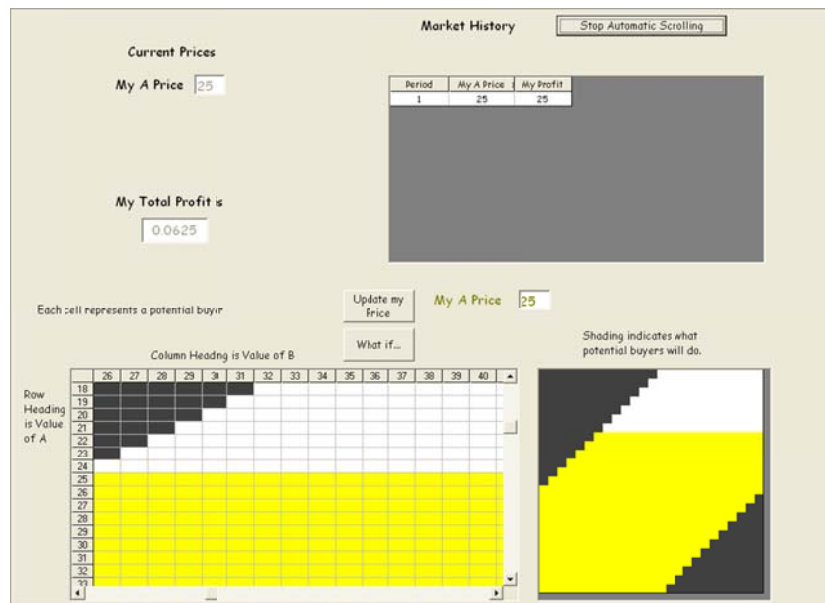 Market History
Stop Automatic Scrolling
Current Prices
My A Price 25
Period My A Price My Profit
1 25 25
My Total Profit is
0.0625
Each cell represents a potential buyer
Update my Price
My A Price 25
What if...
Shading indicates what
potential buyers will do.
Column Headng is Value of B
26 27 28 29 30 31 32 33 34 35 36 37 38 39 40
Row
Heading
is Value
of A
18
19
20
21
22
23
24
25
26
27
28
29
30
31
32
33